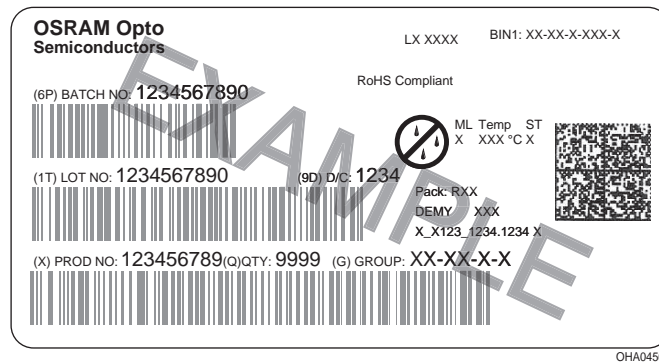 OSRAM Opto
Semiconductors
LX XXXX
BIN1: XX-XX-X-XXX-X
RoHS Compliant
(6P) BATCH NO: 1234567890
ML Temp ST
X XXX °C X
(1T) LOT NO: 1234567890 (9D) D/C: 1234
Pack: RXX
DEMY XXX
X_X123_1234.1234 X
(X) PROD NO: 123456789(Q)QTY: 9999 (G) GROUP: XX-XX-X-X
EXAMPLE